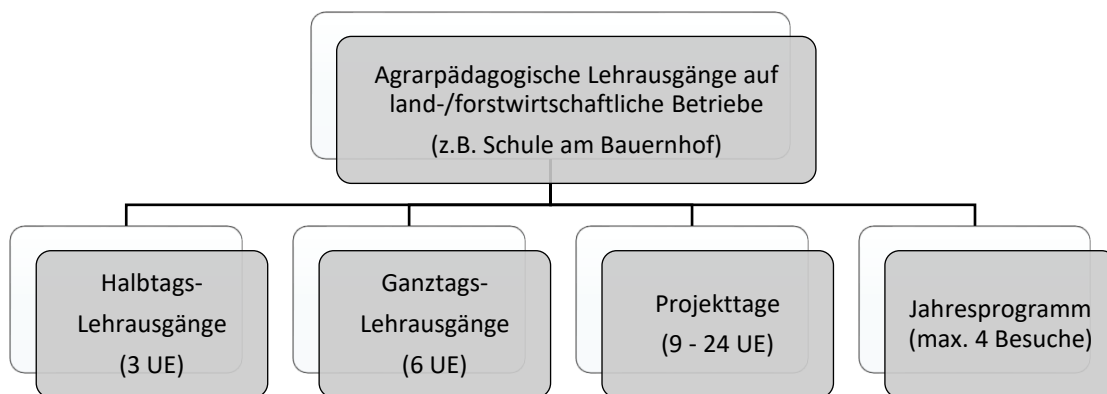 Agrarpädagogische Lehrausgänge auf
land-/forstwirtschaftliche Betriebe
(z.B. Schule am Bauernhof)
Halbtags-
Lehrausgänge
(3 UE)
Ganztags-
Lehrausgänge
(6 UE)
Projekttage
(9 - 24 UE)
Jahresprogramm
(max. 4 Besuche)